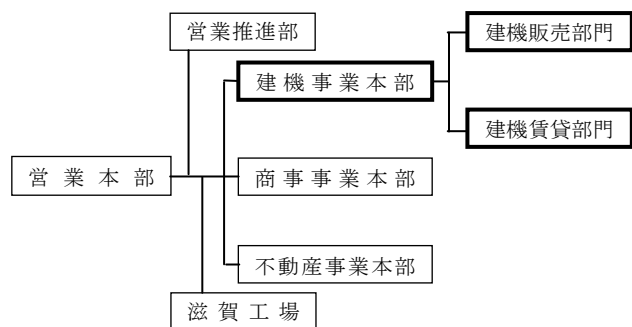 営業推進部
建機販売部門
建機事業本部
建機賃貸部門
営業本部
商事事業本部
不動産事業本部
滋賀工場